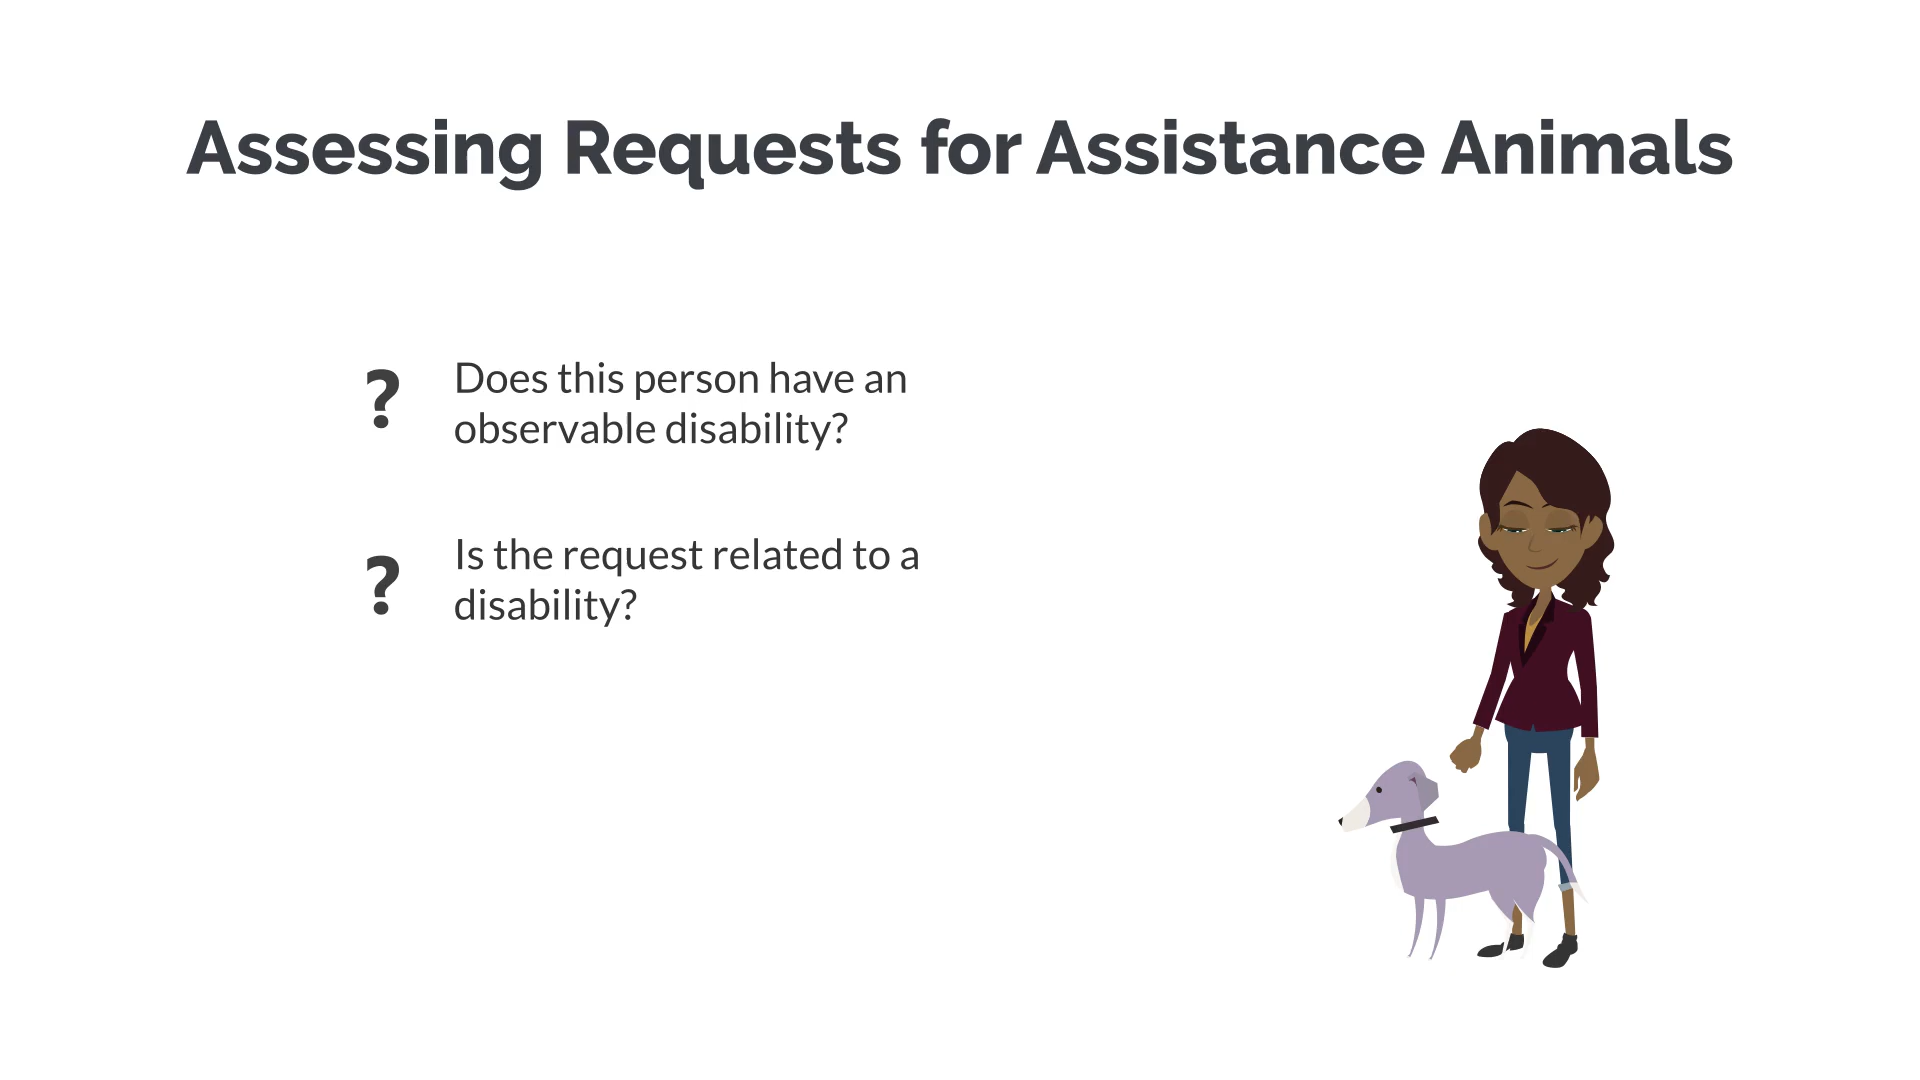 Assessing Requests for Assistance Animals
? Does this person have an
observable disability?
? Is the request related to a
disability?